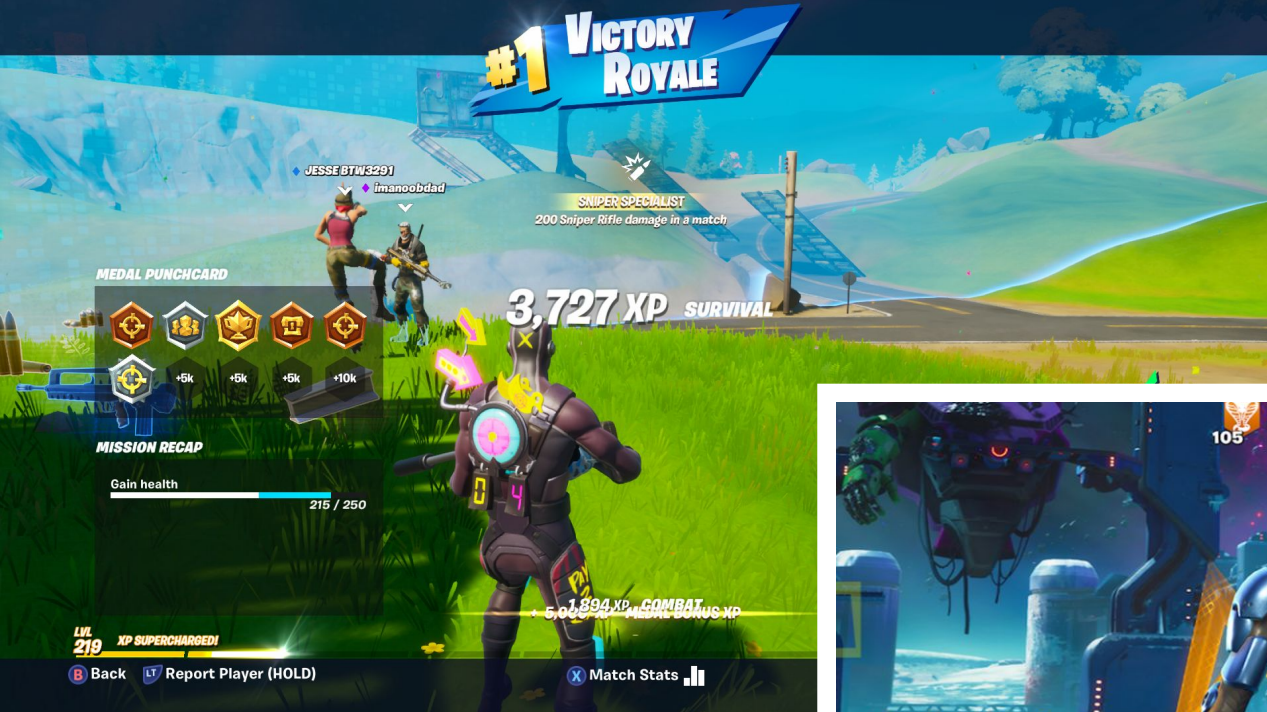 #1 VICTORY
ROYALE
JESSE BTW3291
imanoobdad
SNIPER SPECIALIST
200 Sniper Rifle damage in a match
MEDAL PUNCHCARD
3,727 XP SURVIVAL
+5k +5k +5k +10k
MISSION RECAP
Gain health
215 / 250
0 4
1,894 XP COMBAT
MEDAL BONUS XP
LVL
219
XP SUPERCHARGED!
B Back
LT Report Player (HOLD)
X Match Stats
105